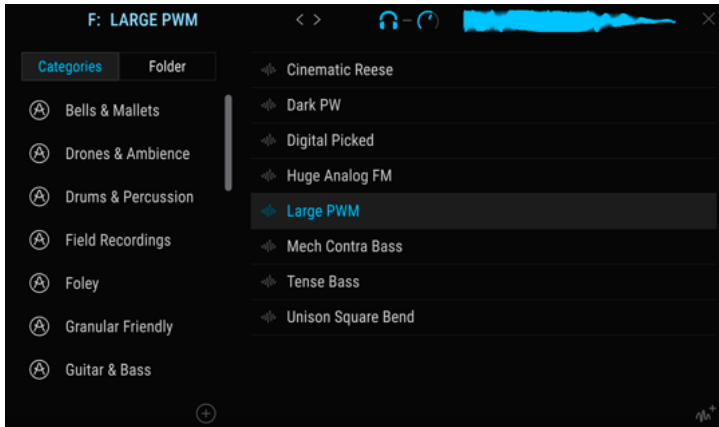 F: LARGE PWM
Categories
Folder
Bells & Mallets
Drones & Ambience
Drums & Percussion
Field Recordings
Foley
Granular Friendly
Guitar & Bass
Cinematic Reese
Dark PW
Digital Picked
Huge Analog FM
Large PWM
Mech Contra Bass
Tense Bass
Unison Square Bend